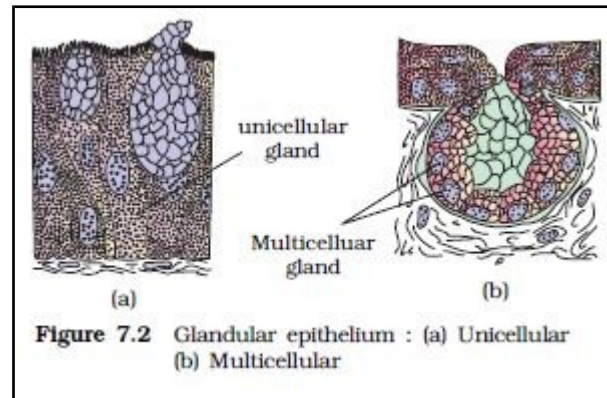 unicellular
gland
Multicelluar
gland
(a)
(b)
Figure 7.2 Glandular epithelium : (a) Unicellular
(b) Multicellular